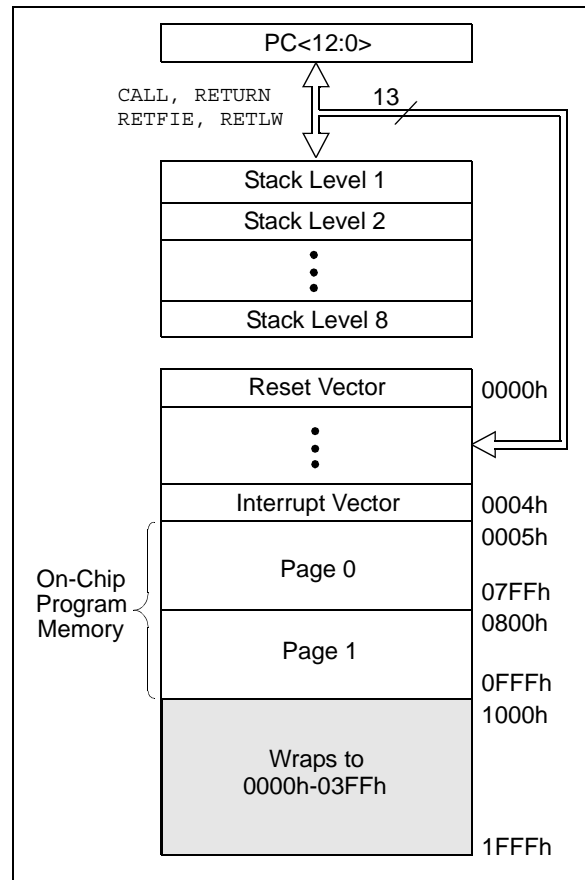 PC<12:0>
CALL, RETURN
RETFIE, RETLW
13
Stack Level 1
Stack Level 2
Stack Level 8
Reset Vector
0000h
Interrupt Vector
0004h
0005h
On-Chip
Program
Memory
Page 0
07FFh
0800h
Page 1
0FFFh
1000h
Wraps to
0000h-03FFh
1FFFh